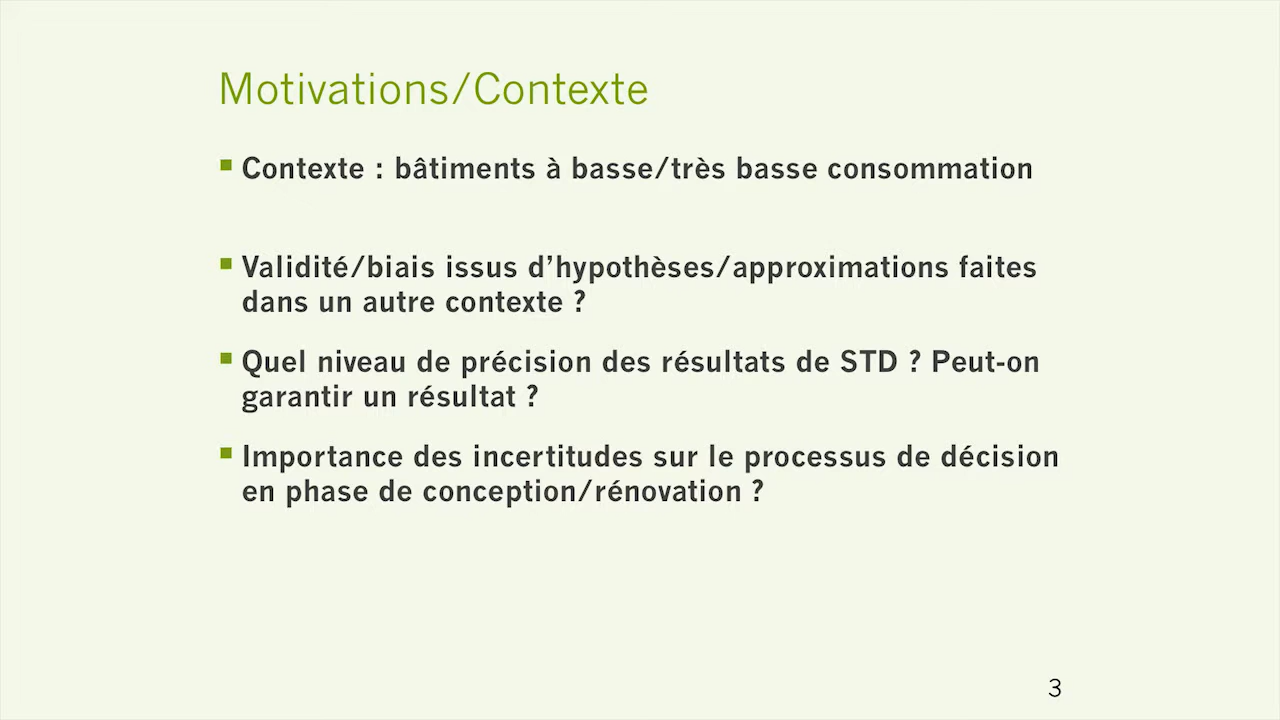 Motivations/Contexte
▪ Contexte : bâtiments à basse/très basse consommation
▪ Validité/biais issus d’hypothèses/approximations faites
dans un autre contexte ?
▪ Quel niveau de précision des résultats de STD ? Peut-on
garantir un résultat ?
▪ Importance des incertitudes sur le processus de décision
en phase de conception/rénovation ?
3